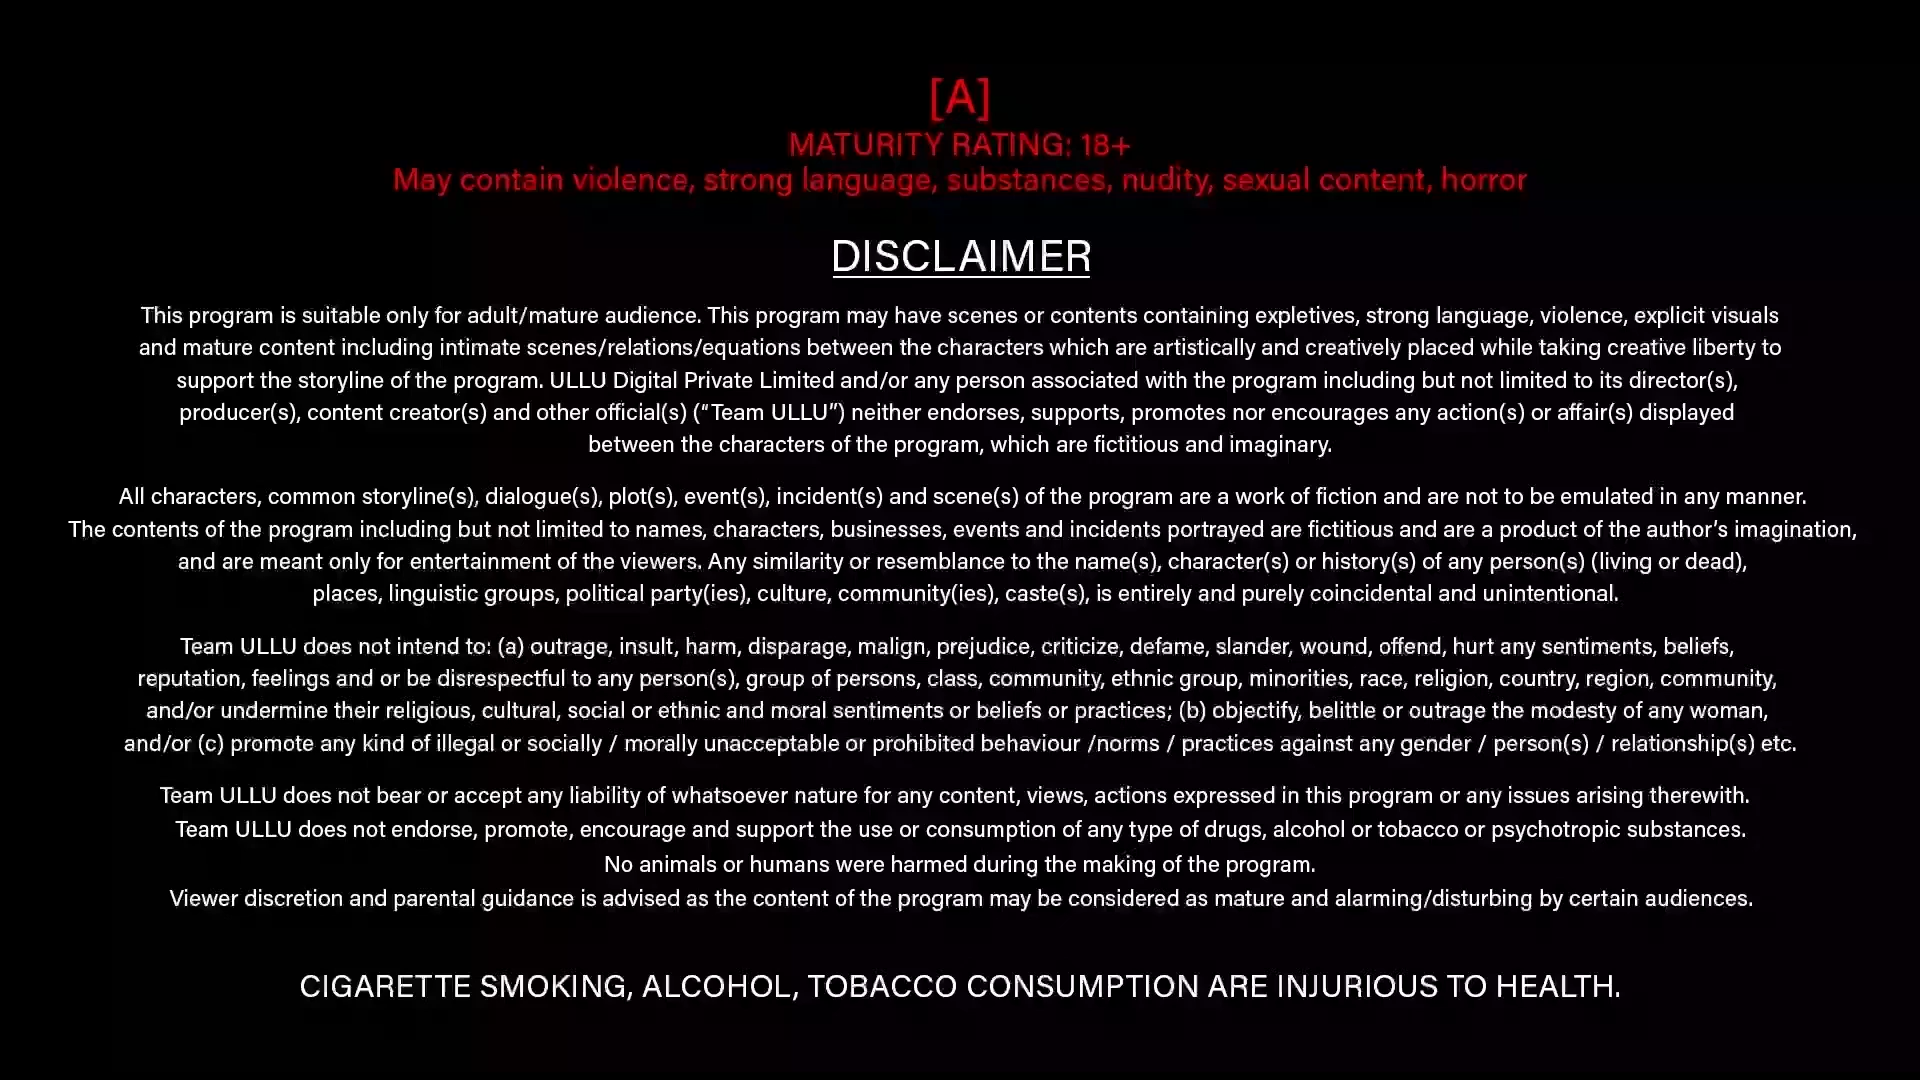 [A]
MATURITY RATING: 18+
May contain violence, strong language, substances, nudity, sexual content, horror
DISCLAIMER
This program is suitable only for adult/mature audience. This program may have scenes or contents containing expletives, strong language, violence, explicit visuals
and mature content including intimate scenes/relations/equations between the characters which are artistically and creatively placed while taking creative liberty to
support the storyline of the program. ULLU Digital Private Limited and/or any person associated with the program including but not limited to its director(s),
producer(s), content creator(s) and other official(s) (“Team ULLU”) neither endorses, supports, promotes nor encourages any action(s) or affair(s) displayed
between the characters of the program, which are fictitious and imaginary.
All characters, common storyline(s), dialogue(s), plot(s), event(s), incident(s) and scene(s) of the program are a work of fiction and are not to be emulated in any manner.
The contents of the program including but not limited to names, characters, businesses, events and incidents portrayed are fictitious and are a product of the author’s imagination,
and are meant only for entertainment of the viewers. Any similarity or resemblance to the name(s), character(s) or history(s) of any person(s) (living or dead),
places, linguistic groups, political party(ies), culture, community(ies), caste(s), is entirely and purely coincidental and unintentional.
Team ULLU does not intend to: (a) outrage, insult, harm, disparage, malign, prejudice, criticize, defame, slander, wound, offend, hurt any sentiments, beliefs,
reputation, feelings and or be disrespectful to any person(s), group of persons, class, community, ethnic group, minorities, race, religion, country, region, community,
and/or undermine their religious, cultural, social or ethnic and moral sentiments or beliefs or practices; (b) objectify, belittle or outrage the modesty of any woman,
and/or (c) promote any kind of illegal or socially / morally unacceptable or prohibited behaviour /norms / practices against any gender / person(s) / relationship(s) etc.
Team ULLU does not bear or accept any liability of whatsoever nature for any content, views, actions expressed in this program or any issues arising therewith.
Team ULLU does not endorse, promote, encourage and support the use or consumption of any type of drugs, alcohol or tobacco or psychotropic substances.
No animals or humans were harmed during the making of the program.
Viewer discretion and parental guidance is advised as the content of the program may be considered as mature and alarming/disturbing by certain audiences.
CIGARETTE SMOKING, ALCOHOL, TOBACCO CONSUMPTION ARE INJURIOUS TO HEALTH.